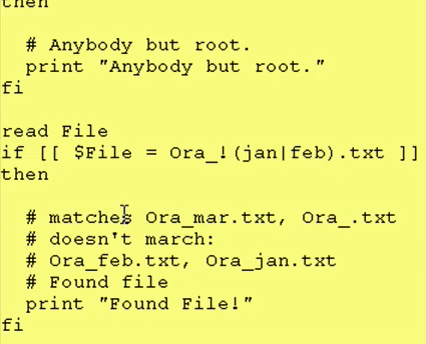 then
# Anybody but root.
print "Anybody but root."
fi
read File
if [[ $File = Ora_!(jan|feb).txt ]]
then
# matches Ora_mar.txt, Ora_.txt
# doesn't march:
# Ora_feb.txt, Ora_jan.txt
# Found file
print "Found File!"
fi